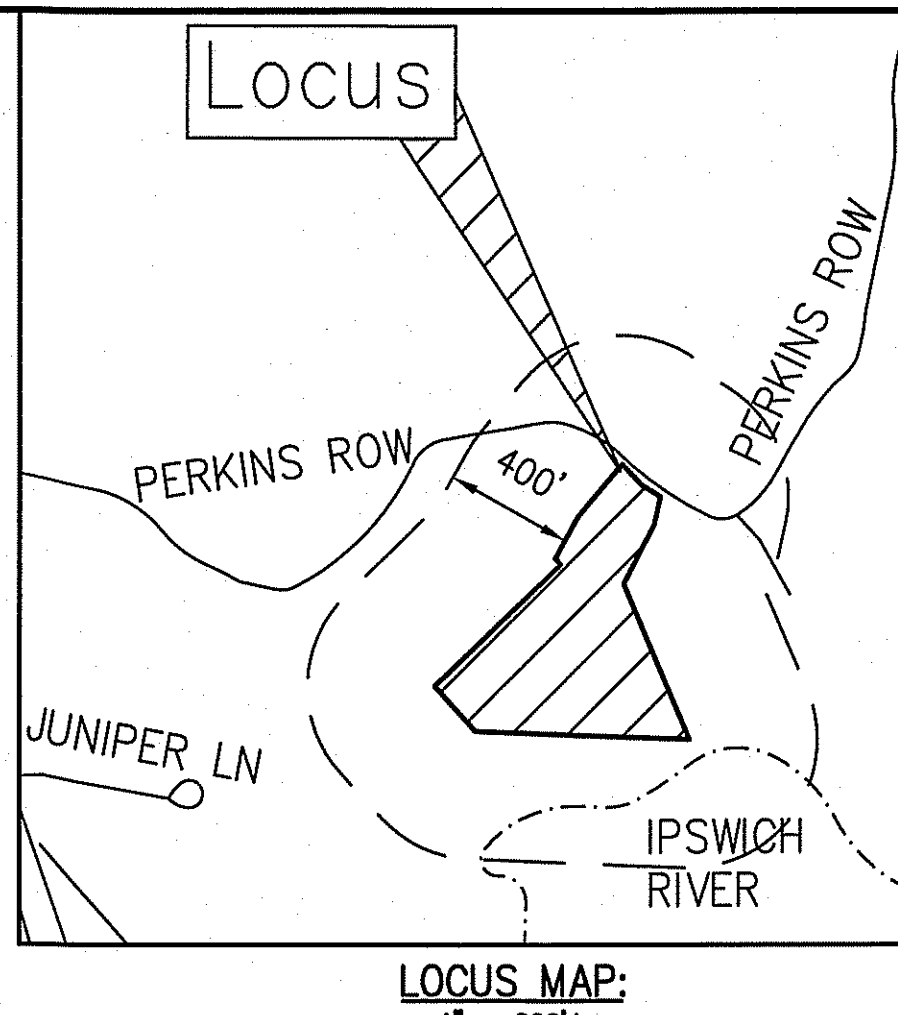 LOCUS
PERKINS ROW
PERKINS ROW
400'
JUNIPER LN
IPSWICH
RIVER
LOCUS MAP: